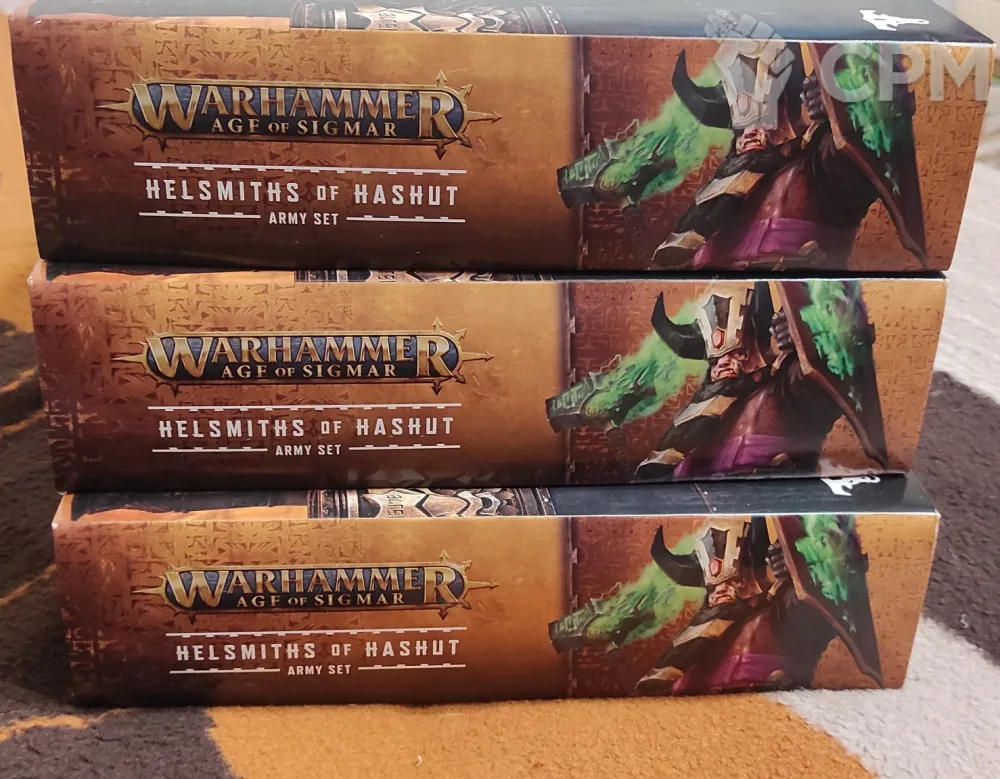 CPM
WARHAMMER
AGE OF SIGMAR
HELSMITHS OF HASHUT
ARMY SET
WARHAMMER
AGE OF SIGMAR
HELSMITHS OF HASHUT
ARMY SET
WARHAMMER
AGE OF SIGMAR
HELSMITHS OF HASHUT
ARMY SET